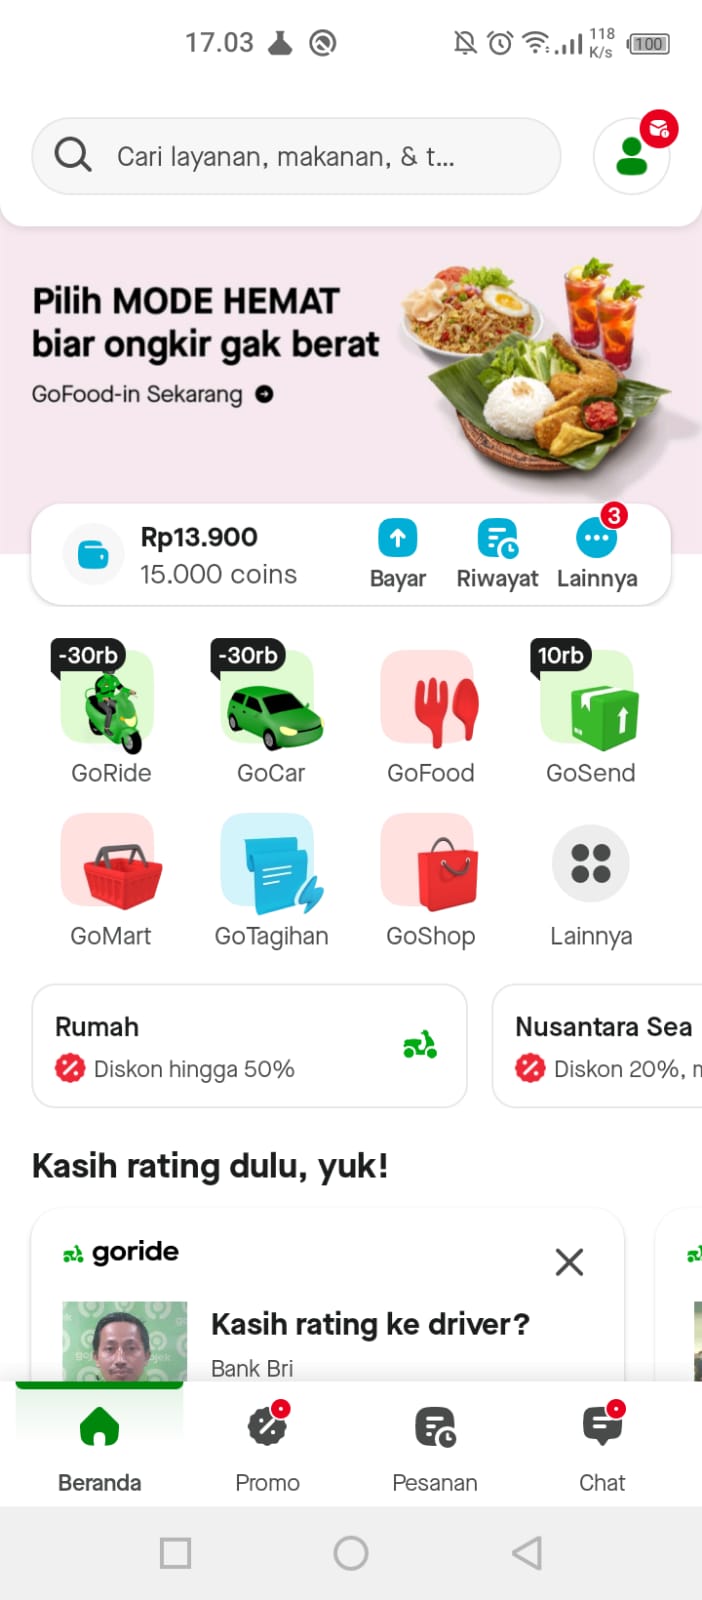 17.03
118
K/s
100
Cari layanan, makanan, & t...
Pilih MODE HEMAT
biar ongkir gak berat
GoFood-in Sekarang
Rp13.900
15.000 coins
Bayar
Riwayat
3
Lainnya
-30rb
GoRide
-30rb
GoCar
GoFood
10rb
GoSend
GoMart
GoTagihan
GoShop
Lainnya
Rumah
Diskon hingga 50%
Nusantara Sea
Diskon 20%, m
Kasih rating dulu, yuk!
goride
Kasih rating ke driver?
Bank Bri
Beranda
Promo
Pesanan
Chat